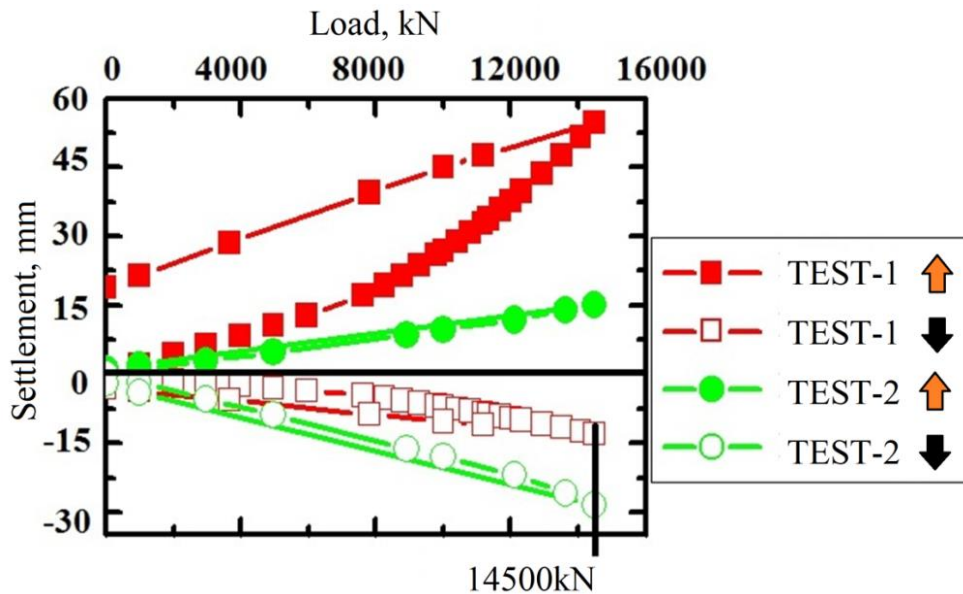 Load, kN
0 4000 8000 12000 16000
60
45
30
15
0
-15
-30
Settlement, mm
TEST-1
TEST-1
TEST-2
TEST-2
14500kN